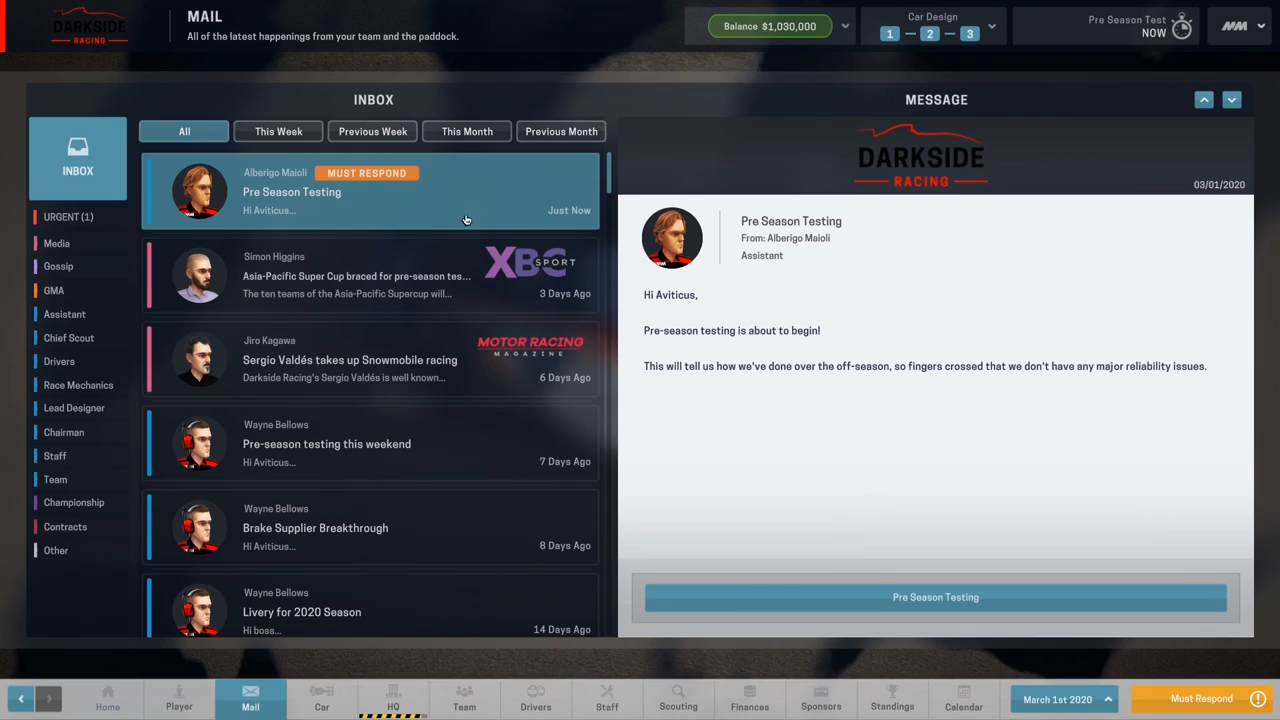 DARKSIDE
RACING
MAIL
All of the latest happenings from your team and the paddock.
Balance $1,030,000
Car Design
1 2 3
Pre Season Test
NOW
INBOX
MESSAGE
INBOX
URGENT (1)
Media
Gossip
GMA
Assistant
Chief Scout
Drivers
Race Mechanics
Lead Designer
Chairman
Staff
Team
Championship
Contracts
Other
All
This Week
Previous Week
This Month
Previous Month
Alberigo Maioli MUST RESPOND
Pre Season Testing
Hi Aviticus...
Just Now
Simon Higgins
XBC SPORT
Asia-Pacific Super Cup braced for pre-season tes...
The ten teams of the Asia-Pacific Supercup will...
3 Days Ago
Jiro Kagawa
MOTOR RACING
MAGAZINE
Sergio Valdés takes up Snowmobile racing
Darkside Racing's Sergio Valdés is well known...
6 Days Ago
Wayne Bellows
Pre-season testing this weekend
Hi Aviticus...
7 Days Ago
Wayne Bellows
Brake Supplier Breakthrough
Hi Aviticus...
8 Days Ago
Wayne Bellows
Livery for 2020 Season
Hi boss...
14 Days Ago
DARKSIDE
RACING
03/01/2020
Pre Season Testing
From: Alberigo Maioli
Assistant
Hi Aviticus,
Pre-season testing is about to begin!
This will tell us how we've done over the off-season, so fingers crossed that we don't have any major reliability issues.
Pre Season Testing
Home
Player
Mail
Car
HQ
Team
Drivers
Staff
Scouting
Finances
Sponsors
Standings
Calendar
March 1st 2020
Must Respond